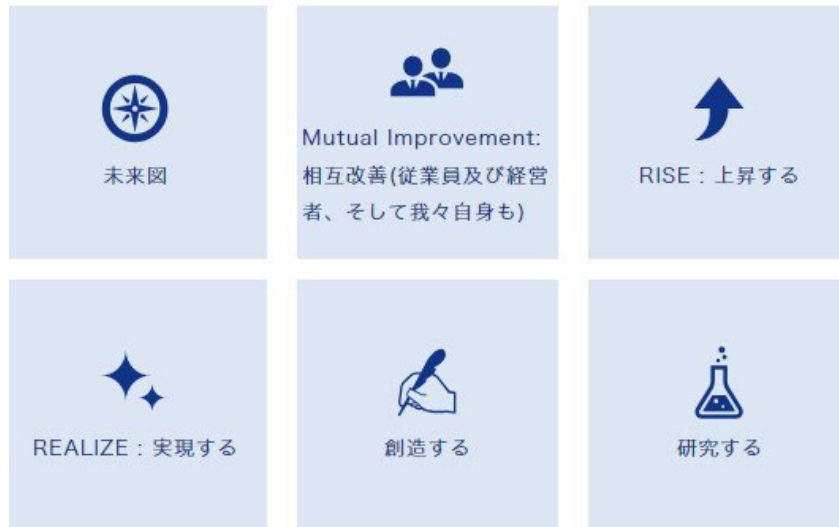 未来図
Mutual Improvement:
相互改善(従業員及び経営
者、そして我々自身も)
RISE：上昇する
REALIZE：実現する
創造する
研究する